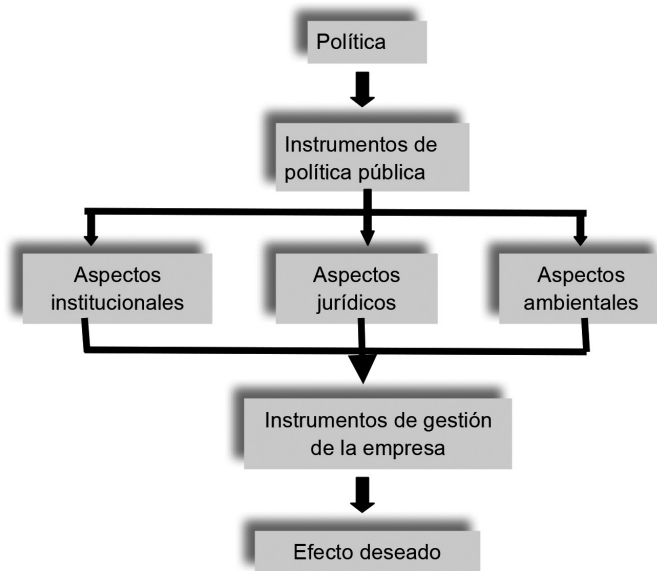 Política
Instrumentos de
política pública
Aspectos
institucionales
Aspectos
jurídicos
Aspectos
ambientales
Instrumentos de gestión
de la empresa
Efecto deseado